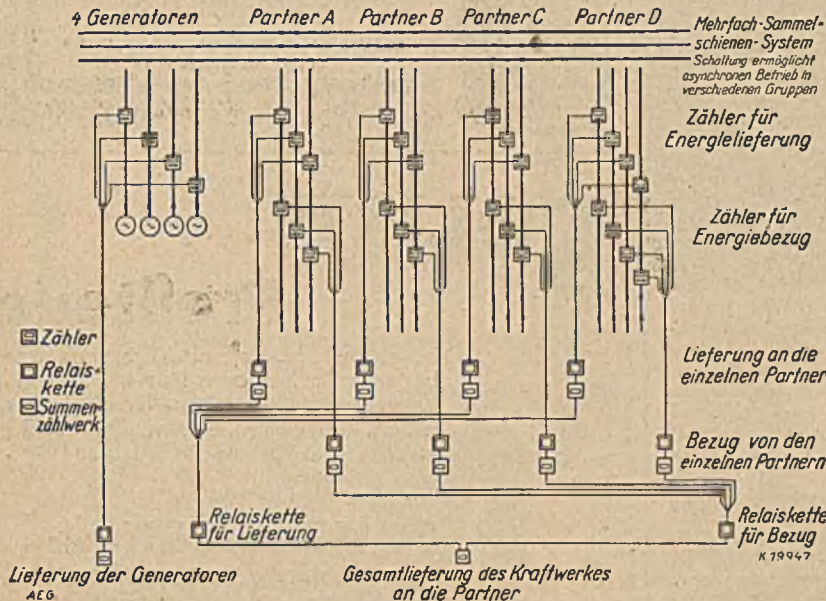 4 Generatoren
Partner A
Partner B
Partner C
Partner D
Mehrfach-Sammel-
schienen-System
Schaltung ermöglicht
asynchronen Betrieb in
verschiedenen Gruppen
Zähler für
Energielieferung
Zähler für
Energiebezug
Zähler
Relais-
kette
Summen-
zählwerk
Lieferung an die
einzelnen Partner
Bezug von den
einzelnen Partnern
Relaiskette
für Lieferung
Relaiskette
für Bezug
K 19947
Lieferung der Generatoren
AEG
Gesamtlieferung des Kraftwerkes
an die Partner